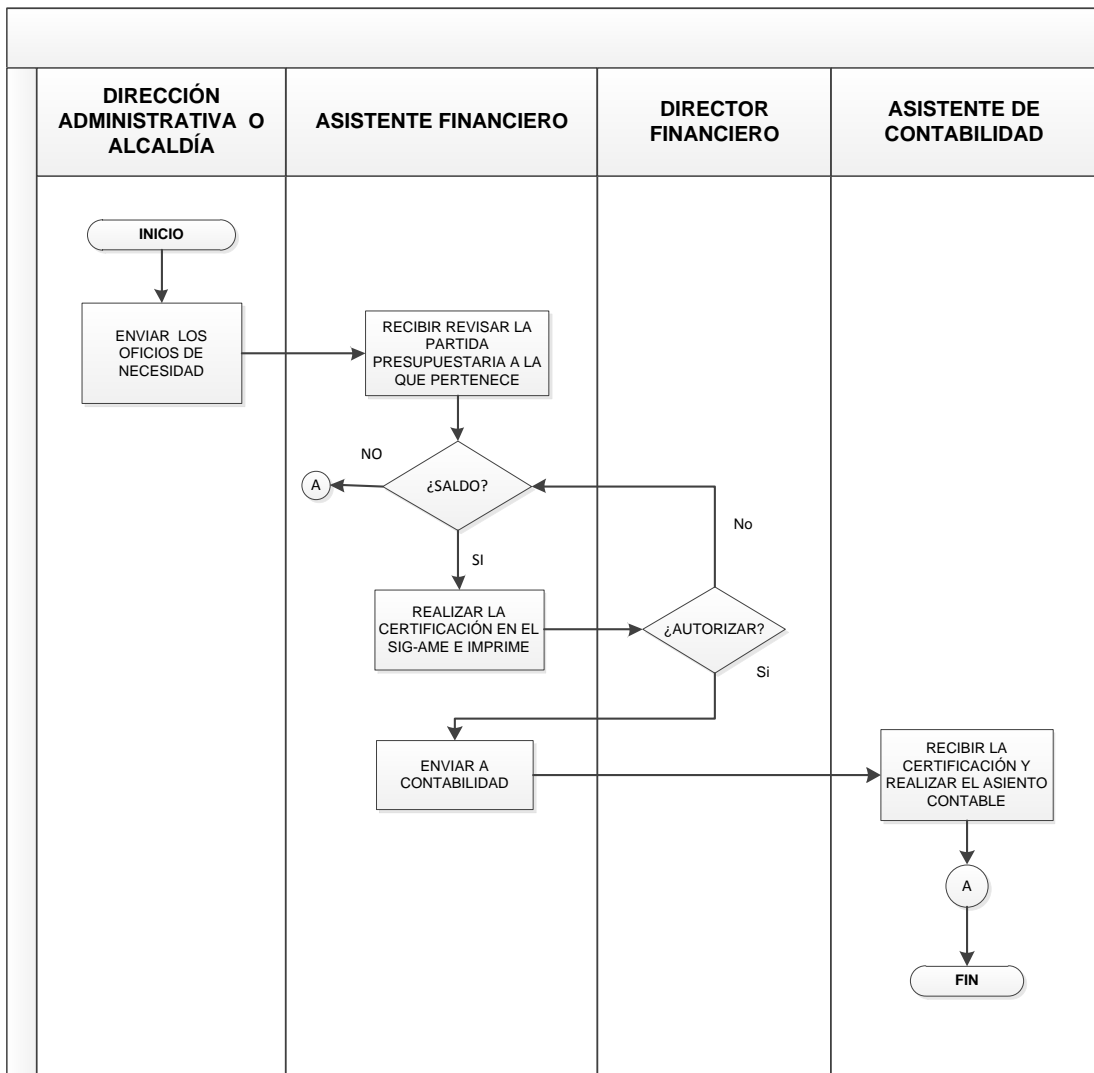 DIRECCIÓN
ADMINISTRATIVA O
ALCALDÍA
ASISTENTE FINANCIERO
DIRECTOR
FINANCIERO
ASISTENTE DE
CONTABILIDAD
INICIO
ENVIAR LOS
OFICIOS DE
NECESIDAD
RECIBIR REVISAR LA
PARTIDA
PRESUPUESTARIA A LA
QUE PERTENECE
NO
A
¿SALDO?
SI
No
REALIZAR LA
CERTIFICACIÓN EN EL
SIG-AME E IMPRIME
¿AUTORIZAR?
Si
ENVIAR A
CONTABILIDAD
RECIBIR LA
CERTIFICACIÓN Y
REALIZAR EL ASIENTO
CONTABLE
A
FIN